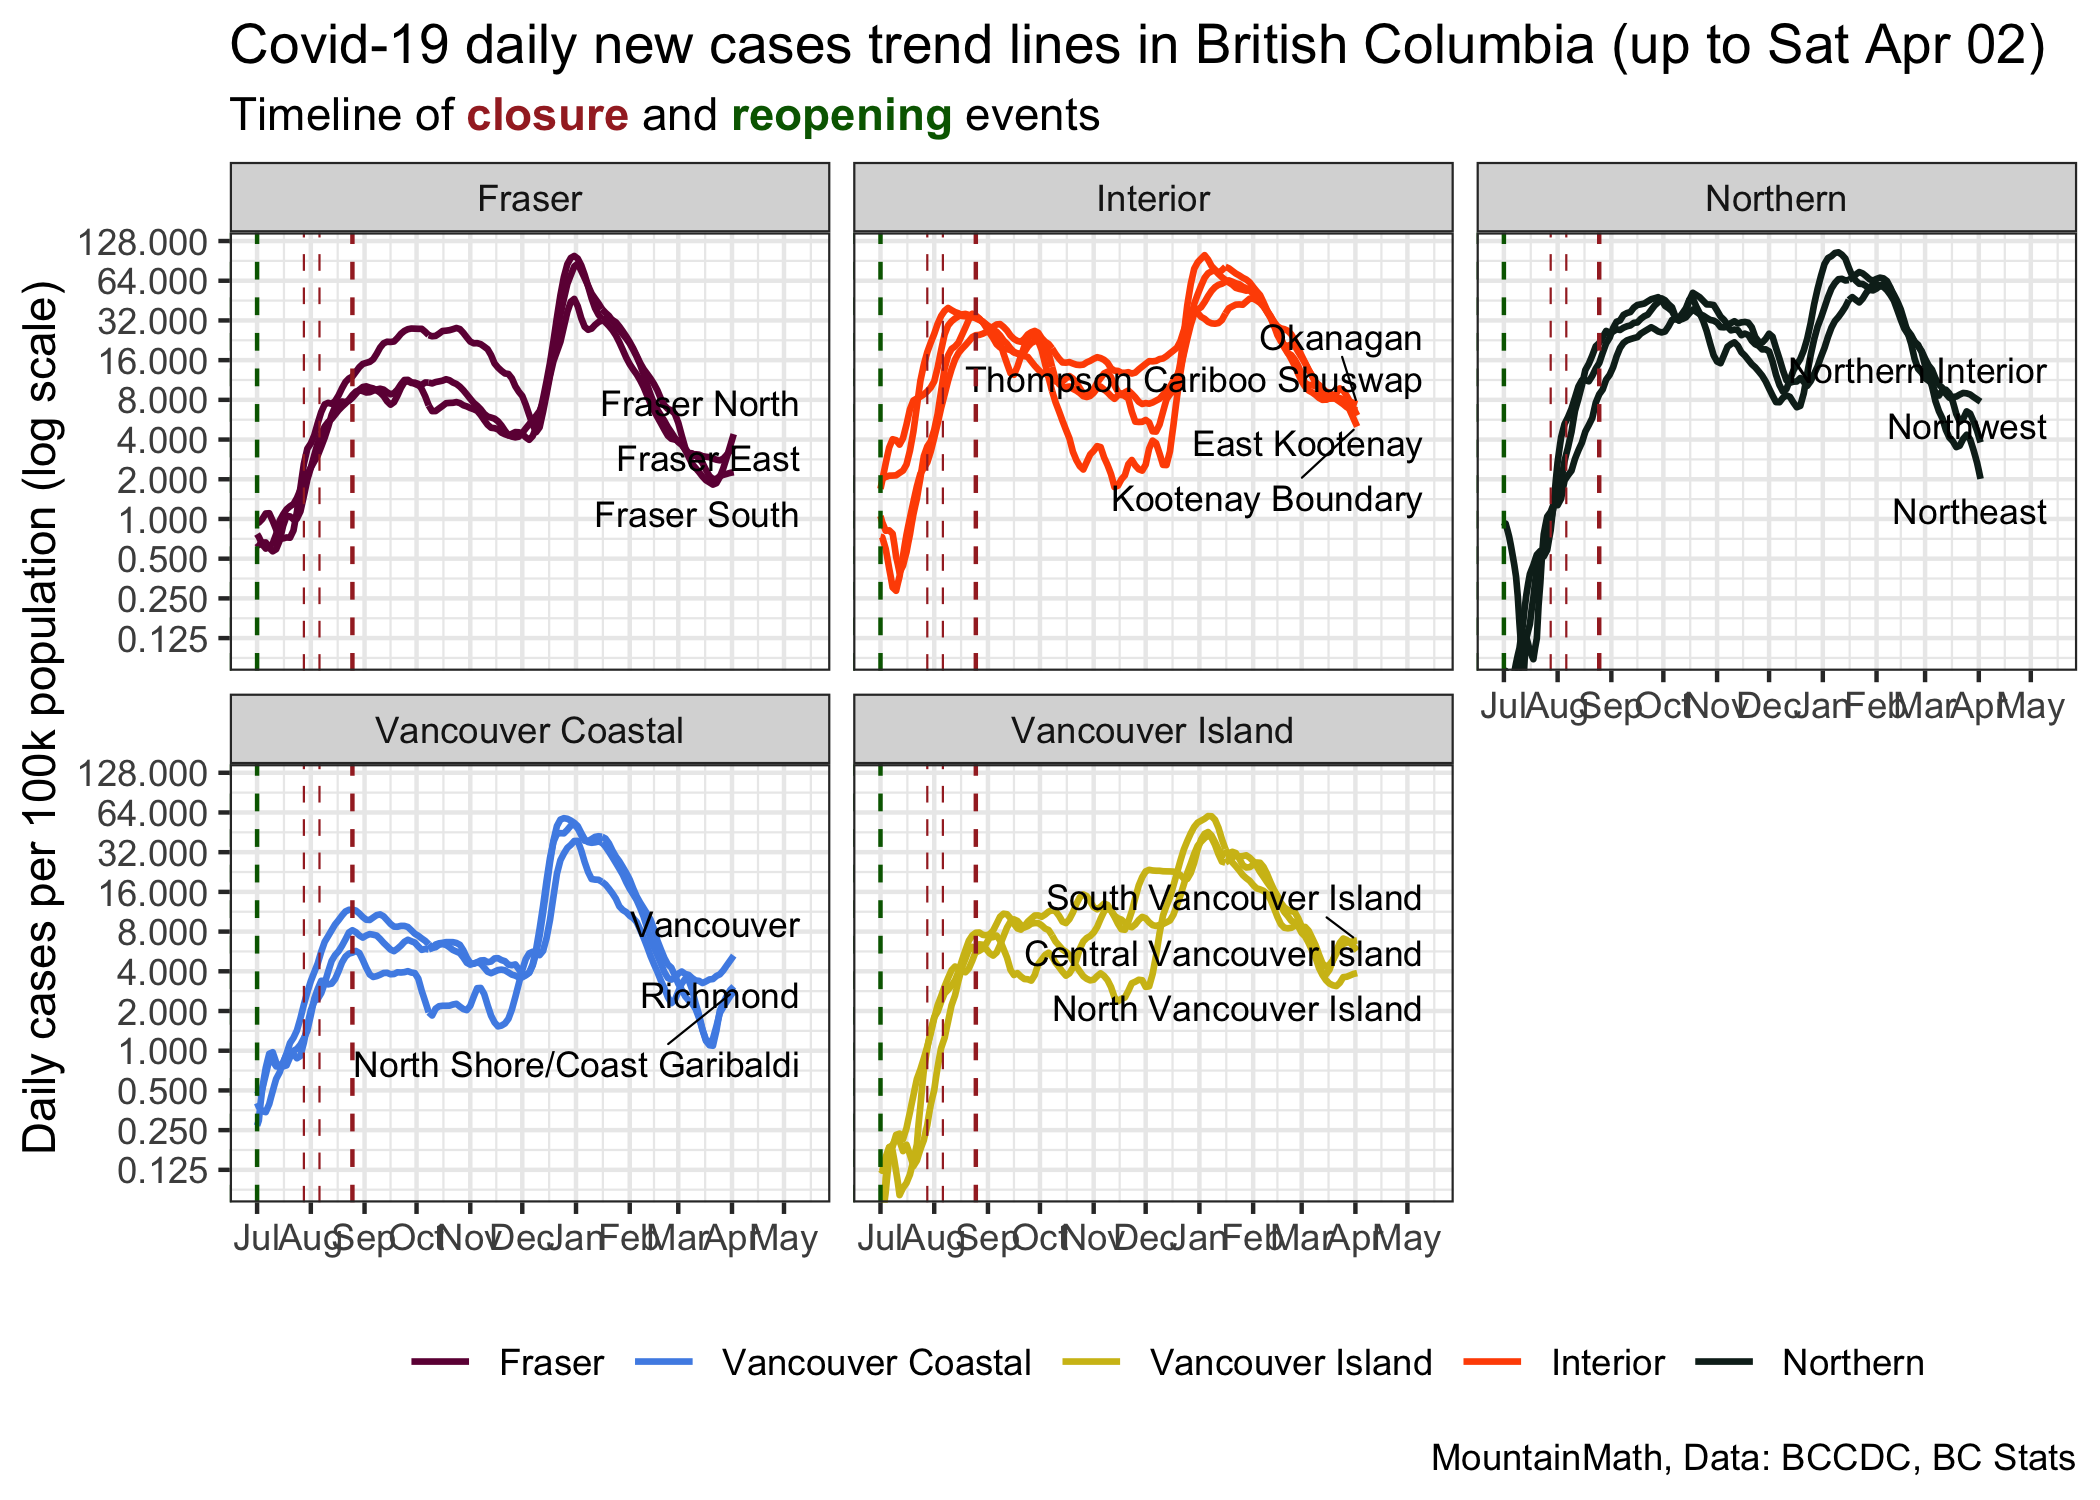 Covid-19 daily new cases trend lines in British Columbia (up to Sat Apr 02)
Timeline of closure and reopening events
Daily cases per 100k population (log scale)
Fraser
128.000
64.000
32.000
16.000
8.000
4.000
2.000
1.000
0.500
0.250
0.125
Fraser North
Fraser East
Fraser South
Interior
Okanagan
Thompson Cariboo Shuswap
East Kootenay
Kootenay Boundary
Northern
Northern Interior
Northwest
Northeast
Jul Aug Sep Oct Nov Dec Jan Feb Mar Apr May
Vancouver Coastal
128.000
64.000
32.000
16.000
8.000
4.000
2.000
1.000
0.500
0.250
0.125
Vancouver
Richmond
North Shore/Coast Garibaldi
Jul Aug Sep Oct Nov Dec Jan Feb Mar Apr May
Vancouver Island
South Vancouver Island
Central Vancouver Island
North Vancouver Island
Jul Aug Sep Oct Nov Dec Jan Feb Mar Apr May
Fraser Vancouver Coastal Vancouver Island Interior Northern
MountainMath, Data: BCCDC, BC Stats